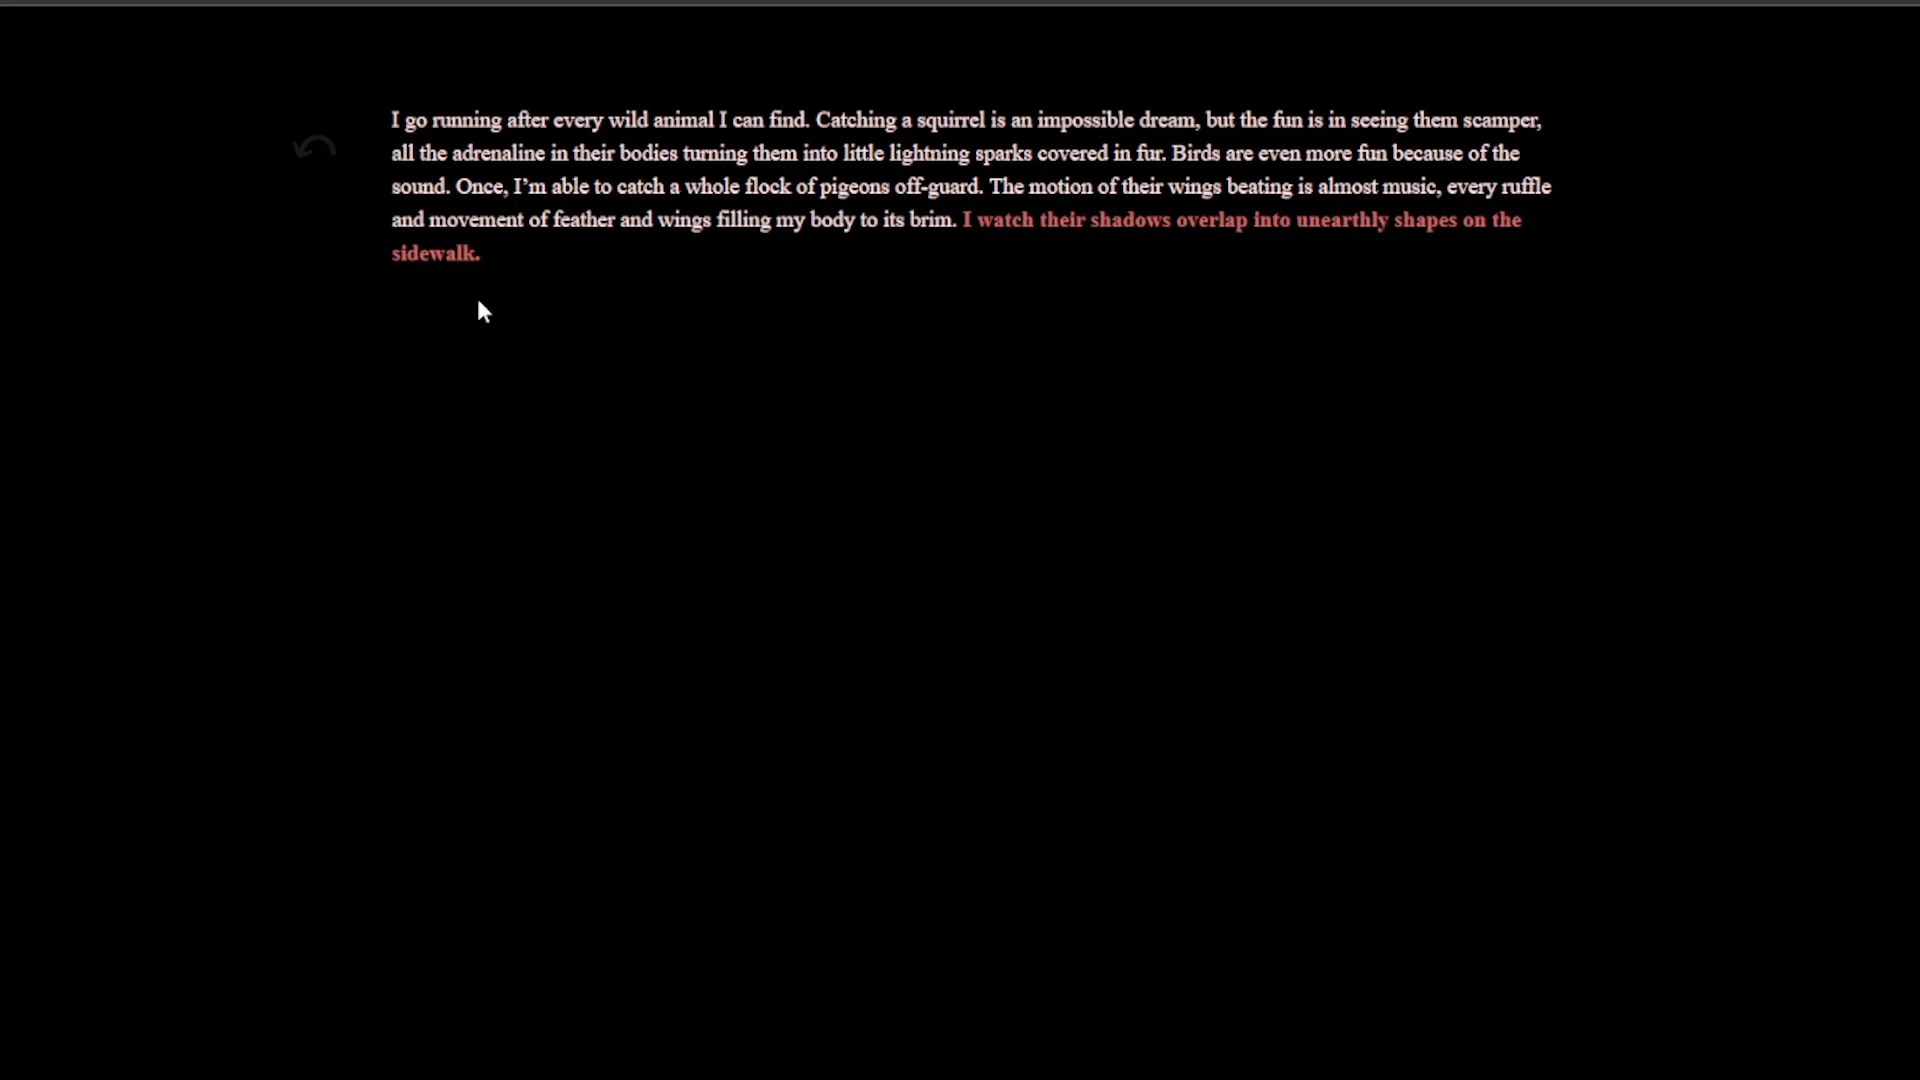 I go running after every wild animal I can find. Catching a squirrel is an impossible dream, but the fun is in seeing them scamper,
all the adrenaline in their bodies turning them into little lightning sparks covered in fur. Birds are even more fun because of the
sound. Once, I’m able to catch a whole flock of pigeons off-guard. The motion of their wings beating is almost music, every ruffle
and movement of feather and wings filling my body to its brim. I watch their shadows overlap into unearthly shapes on the
sidewalk.